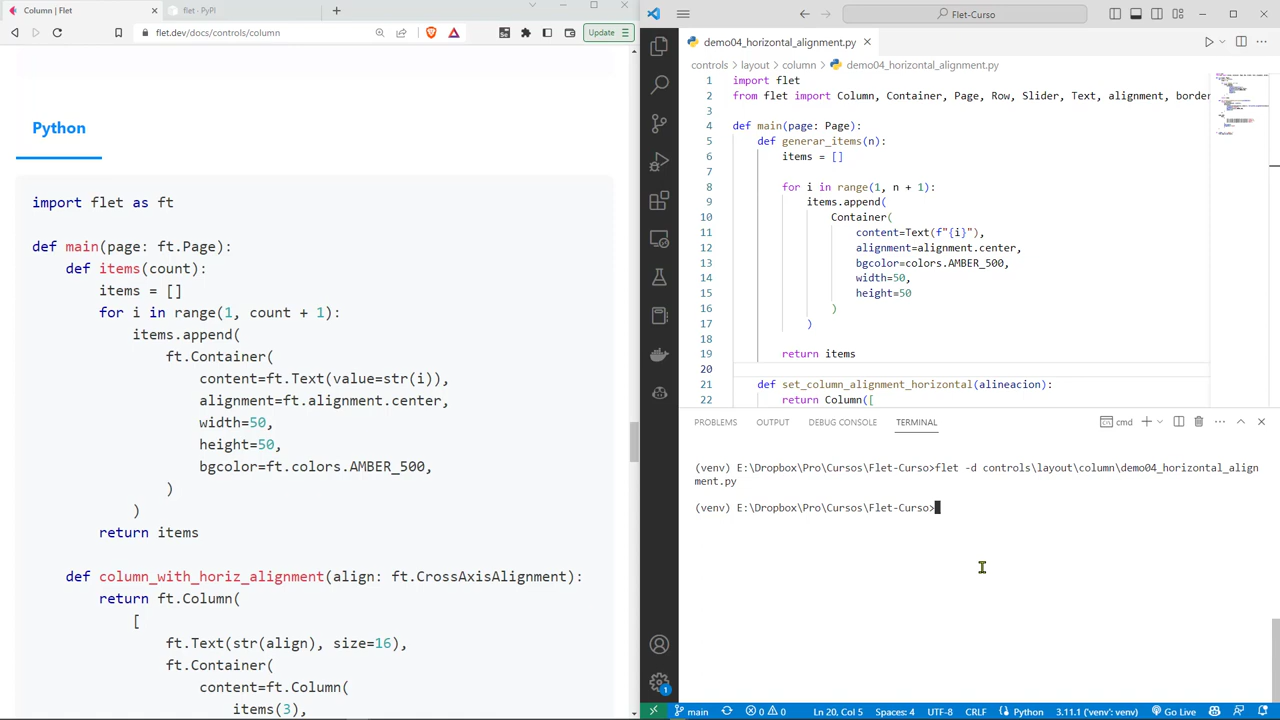 Column | Flet
flet · PyPI
flet.dev/docs/controls/column
Update
Python
import flet as ft
def main(page: ft.Page):
def items(count):
items = []
for i in range(1, count + 1):
items.append(
ft.Container(
content=ft.Text(value=str(i)),
alignment=ft.alignment.center,
width=50,
height=50,
bgcolor=ft.colors.AMBER_500,
)
)
return items
def column_with_horiz_alignment(align: ft.CrossAxisAlignment):
return ft.Column(
[
ft.Text(str(align), size=16),
ft.Container(
content=ft.Column(
items(3),
Flet-Curso
demo04_horizontal_alignment.py
controls > layout > column > demo04_horizontal_alignment.py
1 import flet
2 from flet import Column, Container, Page, Row, Slider, Text, alignment, border
3
4 def main(page: Page):
5 def generar_items(n):
6 items = []
7
8 for i in range(1, n + 1):
9 items.append(
10 Container(
11 content=Text(f"{i}"),
12 alignment=alignment.center,
13 bgcolor=colors.AMBER_500,
14 width=50,
15 height=50
16 )
17 )
18
19 return items
20
21 def set_column_alignment_horizontal(alineacion):
22 return Column([
PROBLEMS OUTPUT DEBUG CONSOLE TERMINAL cmd
(venv) E:\Dropbox\Pro\Cursos\Flet-Curso>flet -d controls\layout\column\demo04_horizontal_align
ment.py
(venv) E:\Dropbox\Pro\Cursos\Flet-Curso>
1
main 0 0 Ln 20, Col 5 Spaces: 4 UTF-8 CRLF Python 3.11.1 ('venv': venv) Go Live